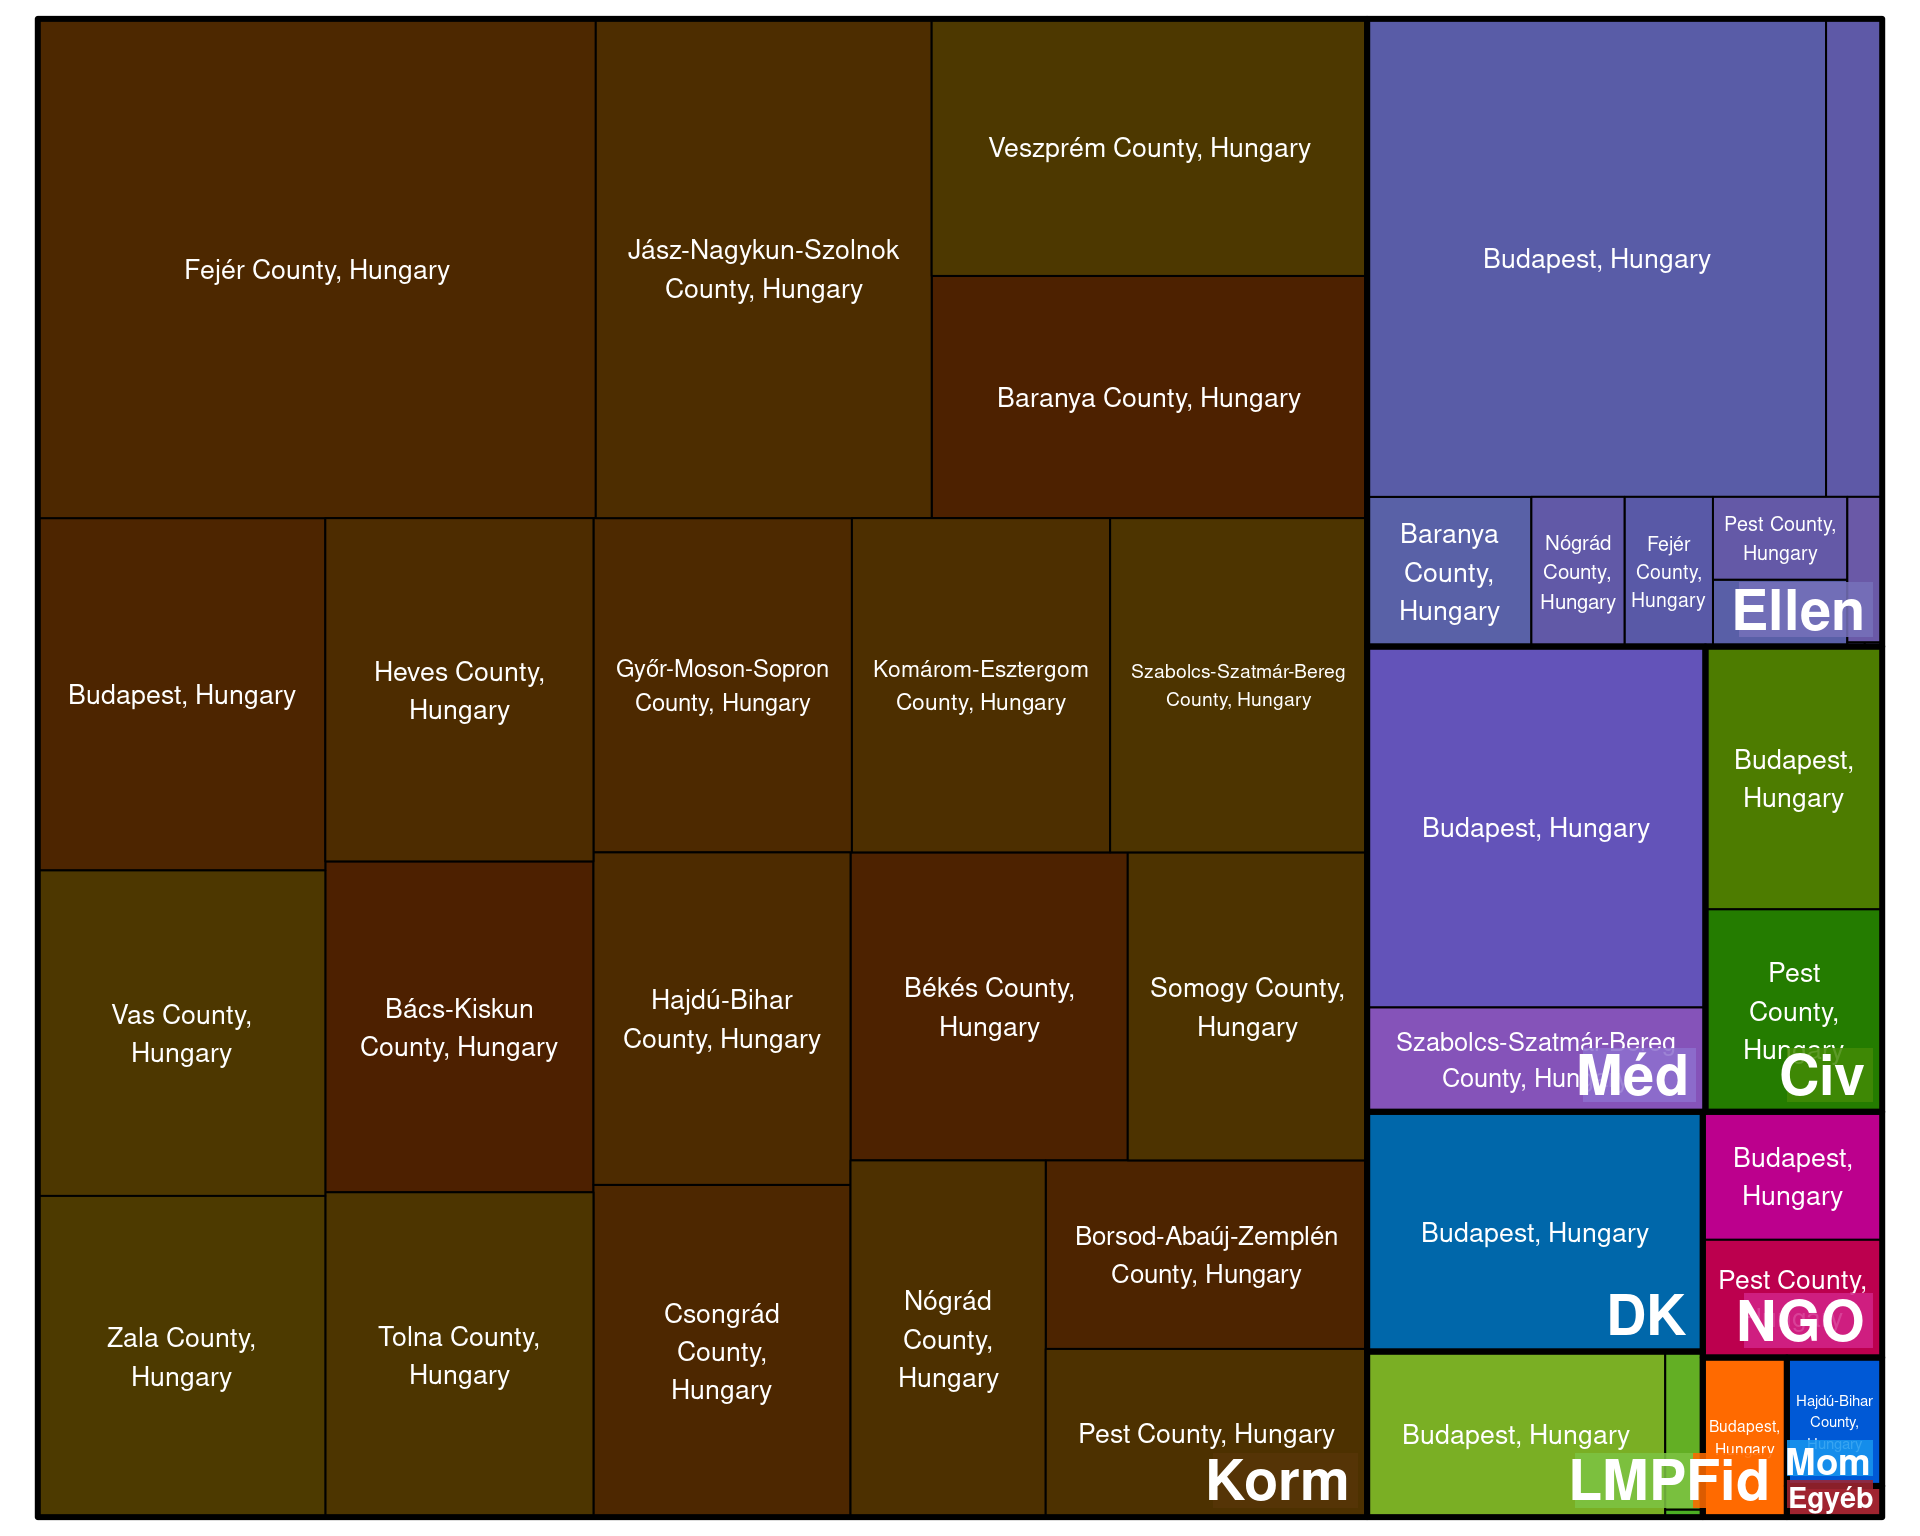 Fejér County, Hungary
Jász-Nagykun-Szolnok
County, Hungary
Veszprém County, Hungary
Baranya County, Hungary
Budapest, Hungary
Heves County,
Hungary
Győr-Moson-Sopron
County, Hungary
Komárom-Esztergom
County, Hungary
Szabolcs-Szatmár-Bereg
County, Hungary
Vas County,
Hungary
Bács-Kiskun
County, Hungary
Hajdú-Bihar
County, Hungary
Békés County,
Hungary
Somogy County,
Hungary
Zala County,
Hungary
Tolna County,
Hungary
Csongrád
County,
Hungary
Nógrád
County,
Hungary
Borsod-Abaúj-Zemplén
County, Hungary
Pest County, Hungary
Korm
Budapest, Hungary
Baranya
County,
Hungary
Nógrád
County,
Hungary
Fejér
County,
Hungary
Pest County,
Hungary
Ellen
Budapest, Hungary
Szabolcs-Szatmár-Bereg
County,
Méd
Budapest,
Hungary
Pest
County,
Hungary
Civ
Budapest, Hungary
DK
Budapest,
Hungary
Pest County,
NGO
Budapest, Hungary
LMP
Budapest,
Hungary
Fid
Hajdú-Bihar
County,
Hungary
Mom
Egyéb